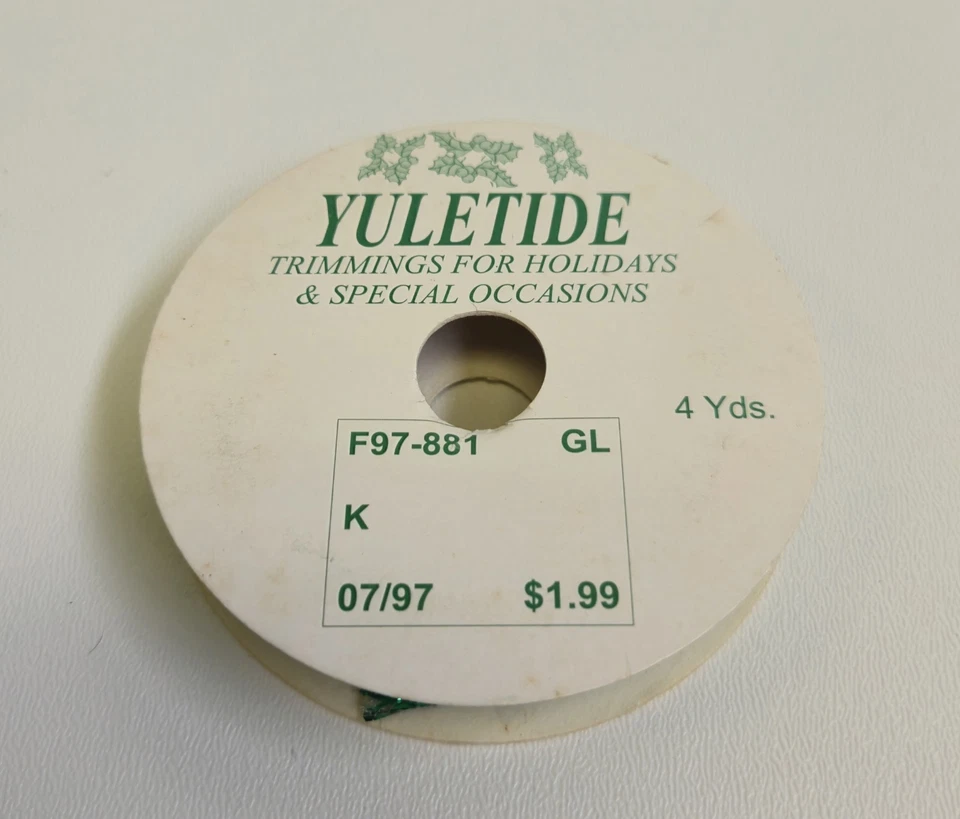 YULETIDE
TRIMMINGS FOR HOLIDAYS
& SPECIAL OCCASIONS
4 Yds.
F97-881 GL
K
07/97 $1.99